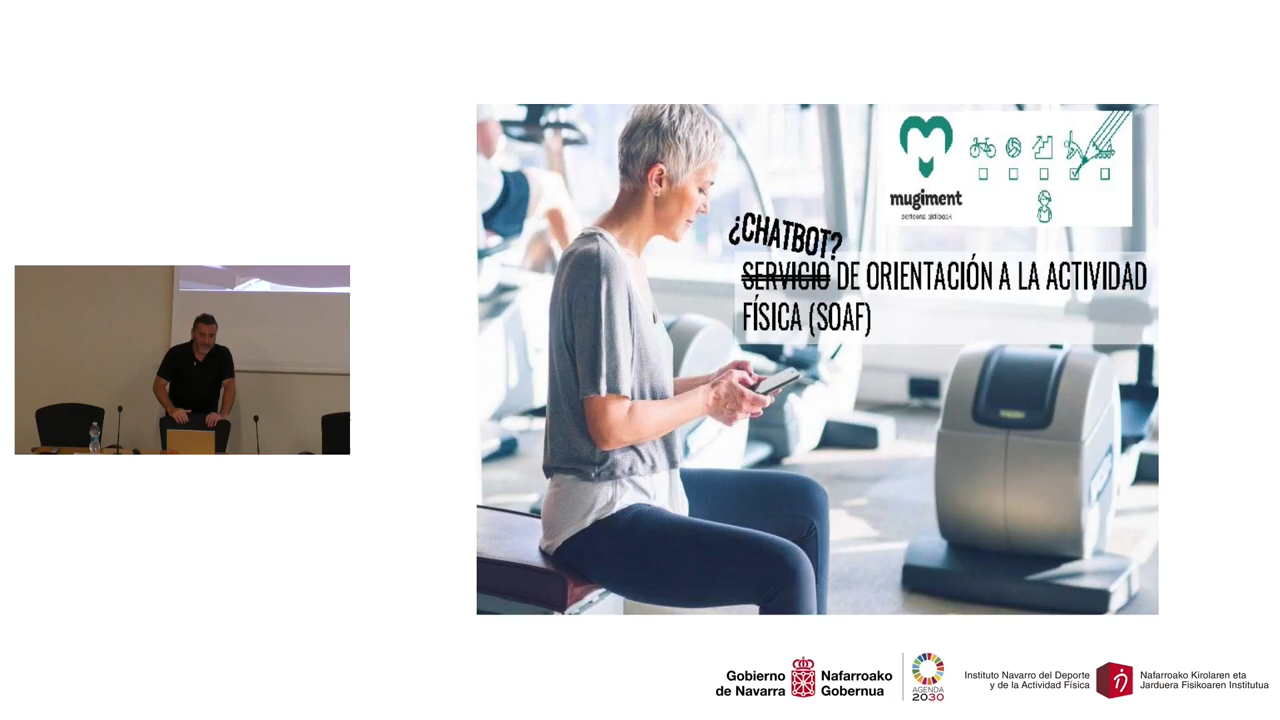 mugiment
¿CHATBOT?
SERVICIO DE ORIENTACIÓN A LA ACTIVIDAD
FÍSICA (SOAF)
Gobierno
de Navarra
Nafarroako
Gobernua
AGENDA
2030
Instituto Navarro del Deporte
y de la Actividad Física
Nafarroako Kirolaren eta
Jarduera Fisikoaren Institutua